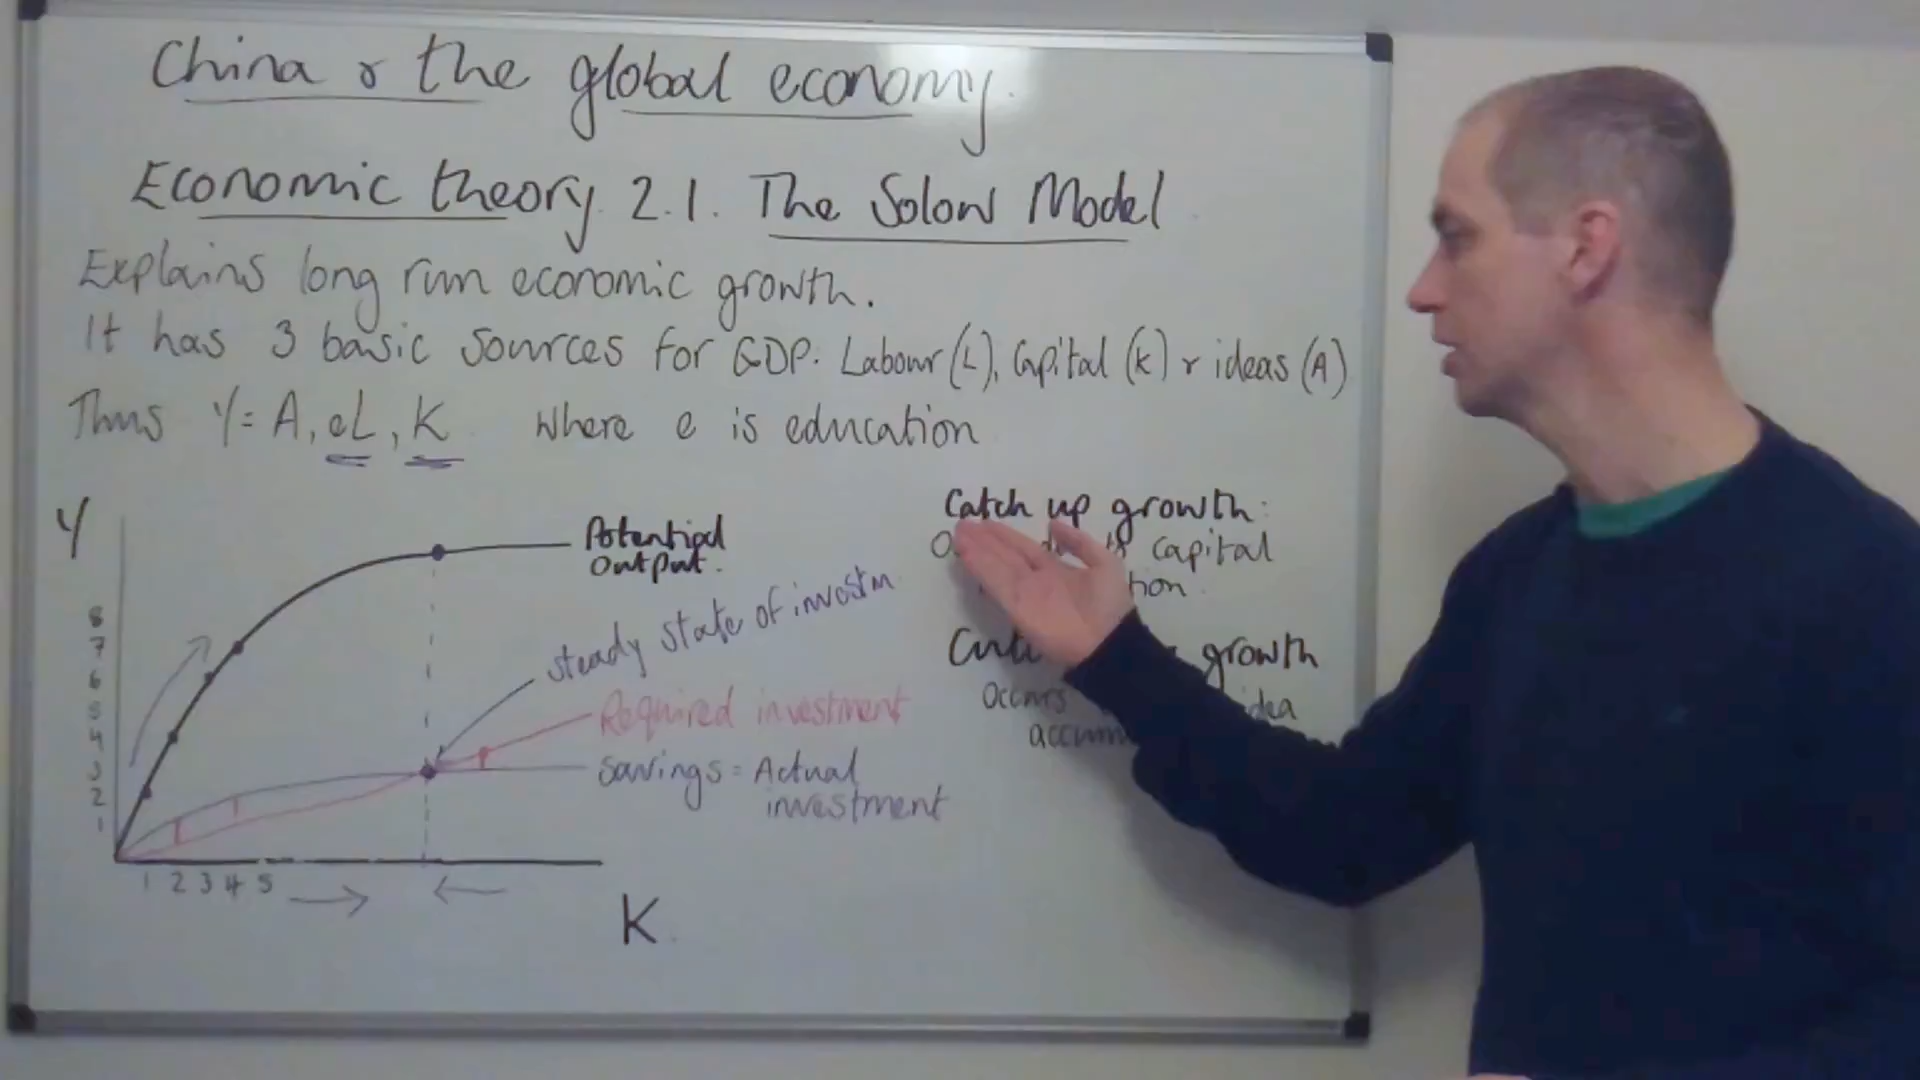 China & the global economy.
Economic theory 2.1. The Solow Model
Explains long run economic growth.
It has 3 basic sources for GDP. Labour (L), Capital (K) & ideas (A)
Thus Y = A, eL, K where e is education
Y
Potential
output.
steady state of investm
Required investment
Savings = Actual
investment
8
7
6
5
4
3
2
1
1 2 3 4 5
K
Catch up growth:
capital
growth
occurs